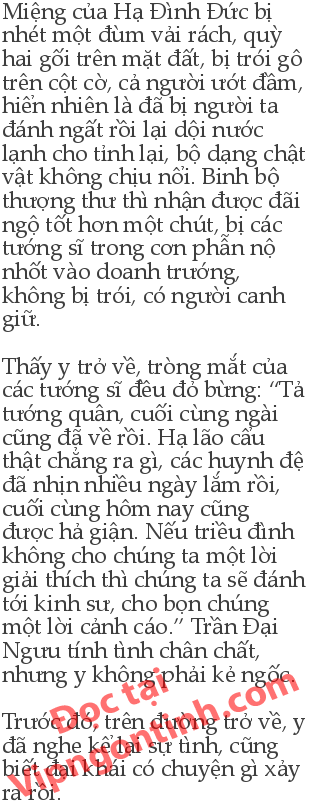 Miệng của Hạ Đình Đức bị
nhét một đùm vải rách, quỳ
hai gối trên mặt đất, bị trói gô
trên cột cờ, cả người ướt đầm,
hiển nhiên là đã bị người ta
đánh ngất rồi lại dội nước
lạnh cho tỉnh lại, bộ dạng chật
vật không chịu nổi. Binh bộ
thượng thư thì nhận được đãi
ngộ tốt hơn một chút, bị các
tướng sĩ trong cơn phẫn nộ
nhốt vào doanh trướng,
không bị trói, có người canh
giữ.
Thấy y trở về, tròng mắt của
các tướng sĩ đều đỏ bừng: “Tả
tướng quân, cuối cùng ngài
cũng đã về rồi. Hạ lão cẩu
thật chẳng ra gì, các huynh đệ
đã nhịn nhiều ngày lắm rồi,
cuối cùng hôm nay cũng
được hả giận. Nếu triều đình
không cho chúng ta một lời
giải thích thì chúng ta sẽ đánh
tới kinh sư, cho bọn chúng
một lời cảnh cáo.” Trần Đại
Ngưu tính tình chân chất,
nhưng y không phải kẻ ngốc.
Trước đó, trên đường trở về, y
đã nghe kể lại sự tình, cũng
biết đại khái có chuyện gì xảy
ra rồi.
Đọc tại
Vipngontinh.com